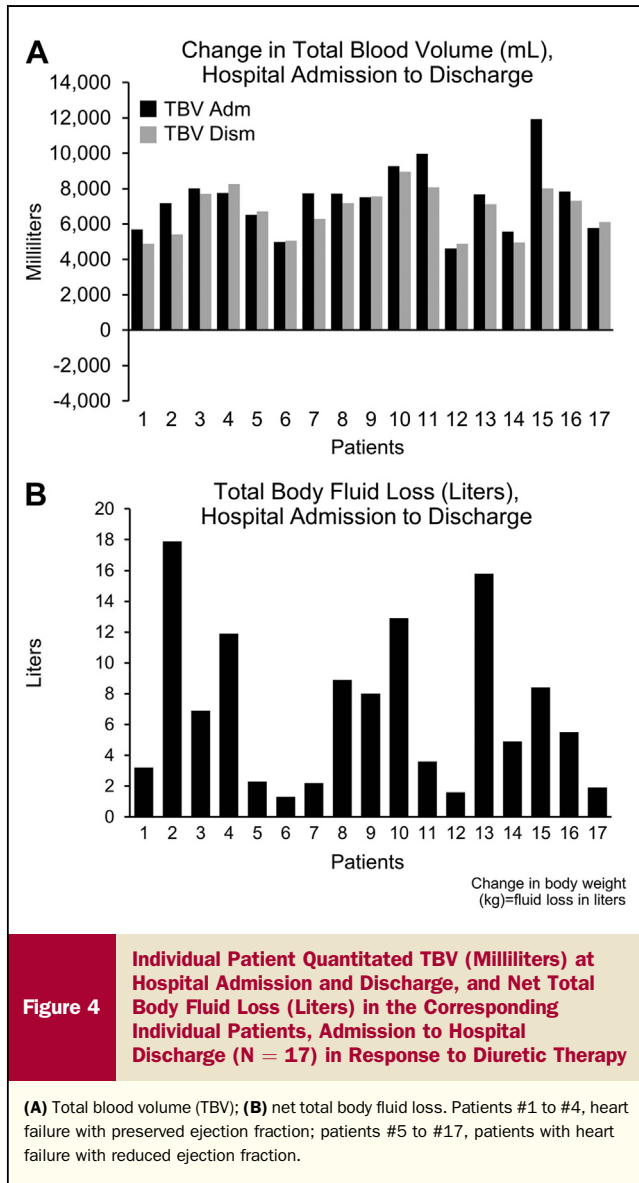 A
Change in Total Blood Volume (mL),
Hospital Admission to Discharge
14,000
12,000
10,000
8,000
6,000
4,000
2,000
0
-2,000
-4,000
Milliliters
TBV Adm
TBV Dism
1 2 3 4 5 6 7 8 9 10 11 12 13 14 15 16 17
Patients
B
Total Body Fluid Loss (Liters),
Hospital Admission to Discharge
20
18
16
14
12
10
8
6
4
2
0
Liters
1 2 3 4 5 6 7 8 9 10 11 12 13 14 15 16 17
Patients
Change in body weight
(kg)=fluid loss in liters
Figure 4
Individual Patient Quantitated TBV (Milliliters) at
Hospital Admission and Discharge, and Net Total
Body Fluid Loss (Liters) in the Corresponding
Individual Patients, Admission to Hospital
Discharge (N = 17) in Response to Diuretic Therapy
(A) Total blood volume (TBV); (B) net total body fluid loss. Patients #1 to #4, heart
failure with preserved ejection fraction; patients #5 to #17, patients with heart
failure with reduced ejection fraction.